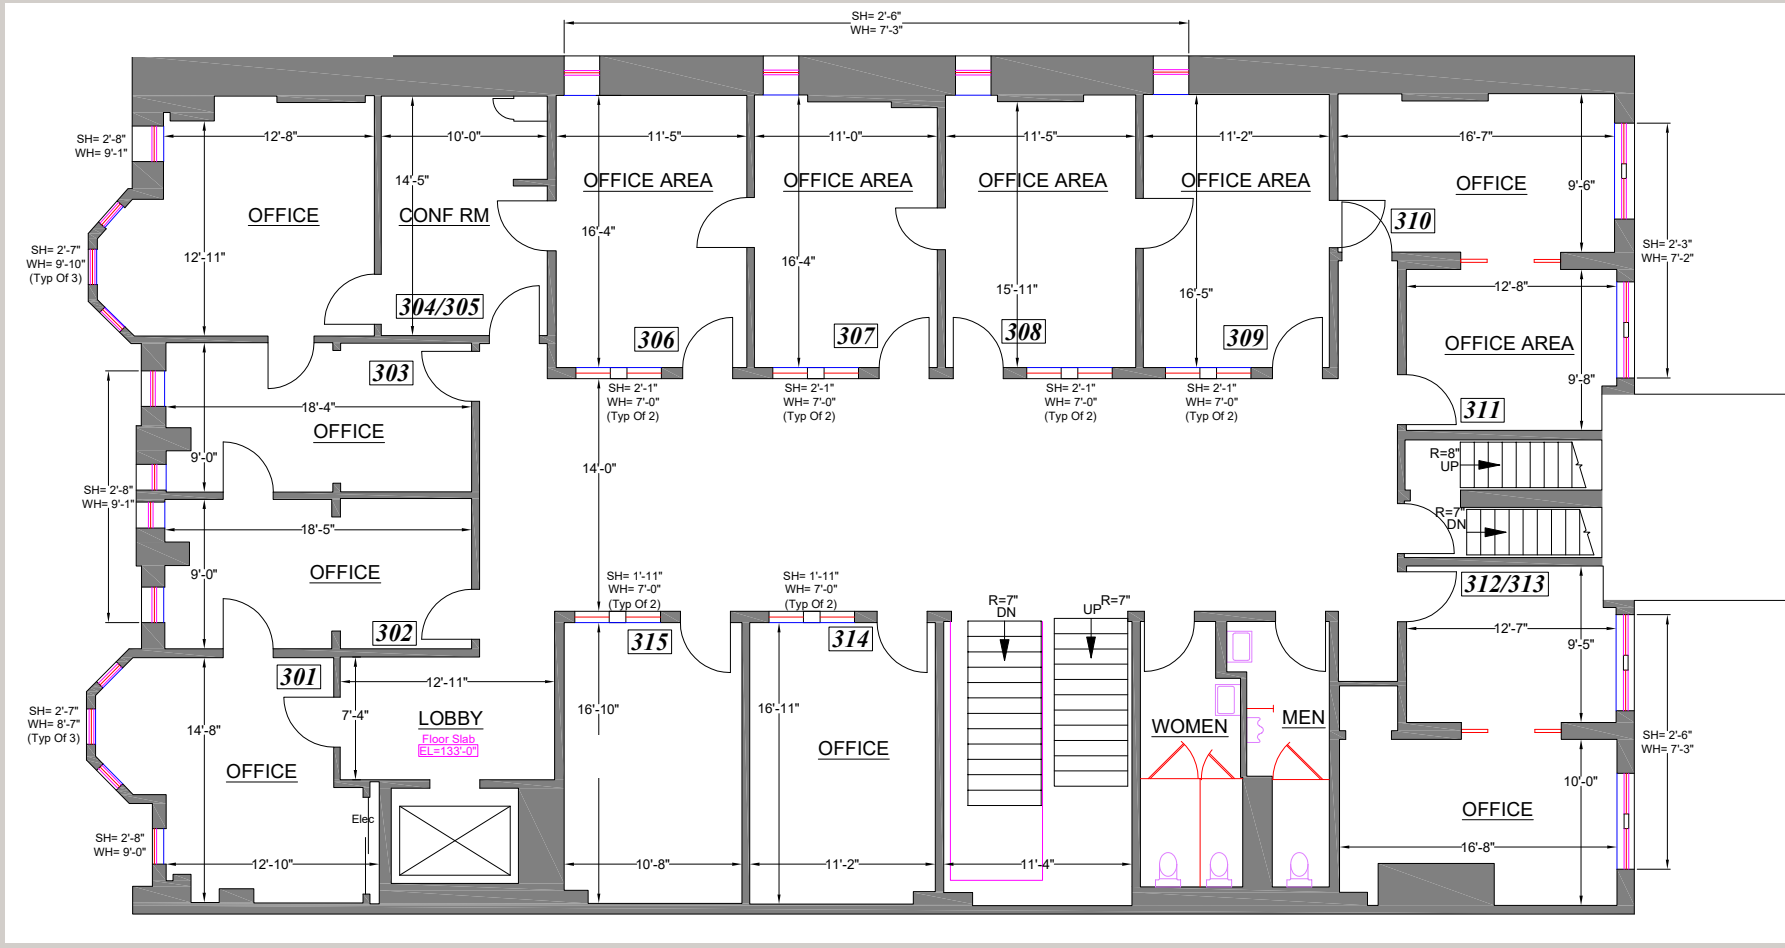 SH= 2'-6"
WH= 7'-3"
SH= 2'-8"
WH= 9'-1"
12'-8"
10'-0"
11'-5"
11'-0"
11'-5"
11'-2"
16'-7"
14'-5"
OFFICE AREA
OFFICE AREA
OFFICE AREA
OFFICE AREA
OFFICE
9'-6"
OFFICE
CONF RM
16'-4"
310
SH= 2'-7"
WH= 9'-10"
(Typ Of 3)
12'-11"
16'-4"
SH= 2'-3"
WH= 7'-2"
304/305
15'-11"
16'-5"
12'-8"
306
307
308
309
OFFICE AREA
303
9'-8"
SH= 2'-1"
WH= 7'-0"
(Typ Of 2)
SH= 2'-1"
WH= 7'-0"
(Typ Of 2)
SH= 2'-1"
WH= 7'-0"
(Typ Of 2)
SH= 2'-1"
WH= 7'-0"
(Typ Of 2)
18'-4"
311
OFFICE
9'-0"
14'-0"
R=8"
UP
SH= 2'-8"
WH= 9'-1"
18'-5"
R=7"
DN
OFFICE
9'-0"
SH= 1'-11"
WH= 7'-0"
(Typ Of 2)
SH= 1'-11"
WH= 7'-0"
(Typ Of 2)
312/313
R=7"
DN
UP
R=7"
302
315
314
12'-7"
9'-5"
301
12'-11"
SH= 2'-7"
WH= 8'-7"
(Typ Of 3)
14'-8"
7'-4"
LOBBY
Floor Slab
EL=133'-0"
16'-10"
16'-11"
WOMEN
MEN
SH= 2'-6"
WH= 7'-3"
OFFICE
OFFICE
10'-0"
OFFICE
Elec
SH= 2'-8"
WH= 9'-0"
12'-10"
10'-8"
11'-2"
11'-4"
16'-8"